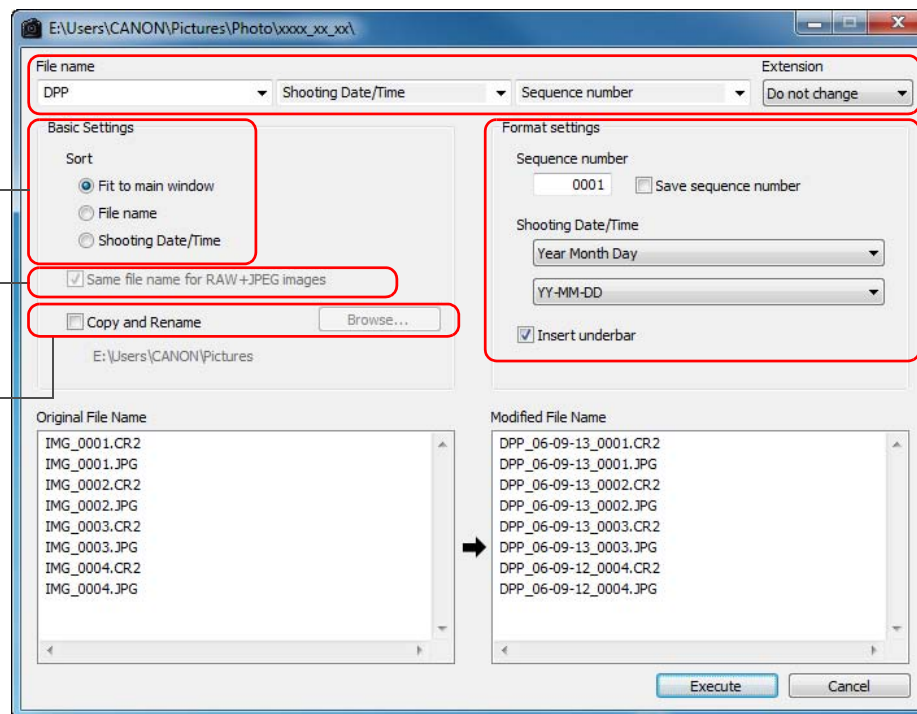 E:\Users\CANON\Pictures\Photo\xxxx_xx_xx\
File name
Extension
DPP
Shooting Date/Time
Sequence number
Do not change
Basic Settings
Sort
Fit to main window
File name
Shooting Date/Time
Same file name for RAW+JPEG images
Copy and Rename
Browse...
E:\Users\CANON\Pictures
Format settings
Sequence number
0001
Save sequence number
Shooting Date/Time
Year Month Day
YY-MM-DD
Insert underbar
Original File Name
IMG_0001.CR2
IMG_0001.JPG
IMG_0002.CR2
IMG_0002.JPG
IMG_0003.CR2
IMG_0003.JPG
IMG_0004.CR2
IMG_0004.JPG
Modified File Name
DPP_06-09-13_0001.CR2
DPP_06-09-13_0001.JPG
DPP_06-09-13_0002.CR2
DPP_06-09-13_0002.JPG
DPP_06-09-13_0003.CR2
DPP_06-09-13_0003.JPG
DPP_06-09-12_0004.CR2
DPP_06-09-12_0004.JPG
Execute
Cancel